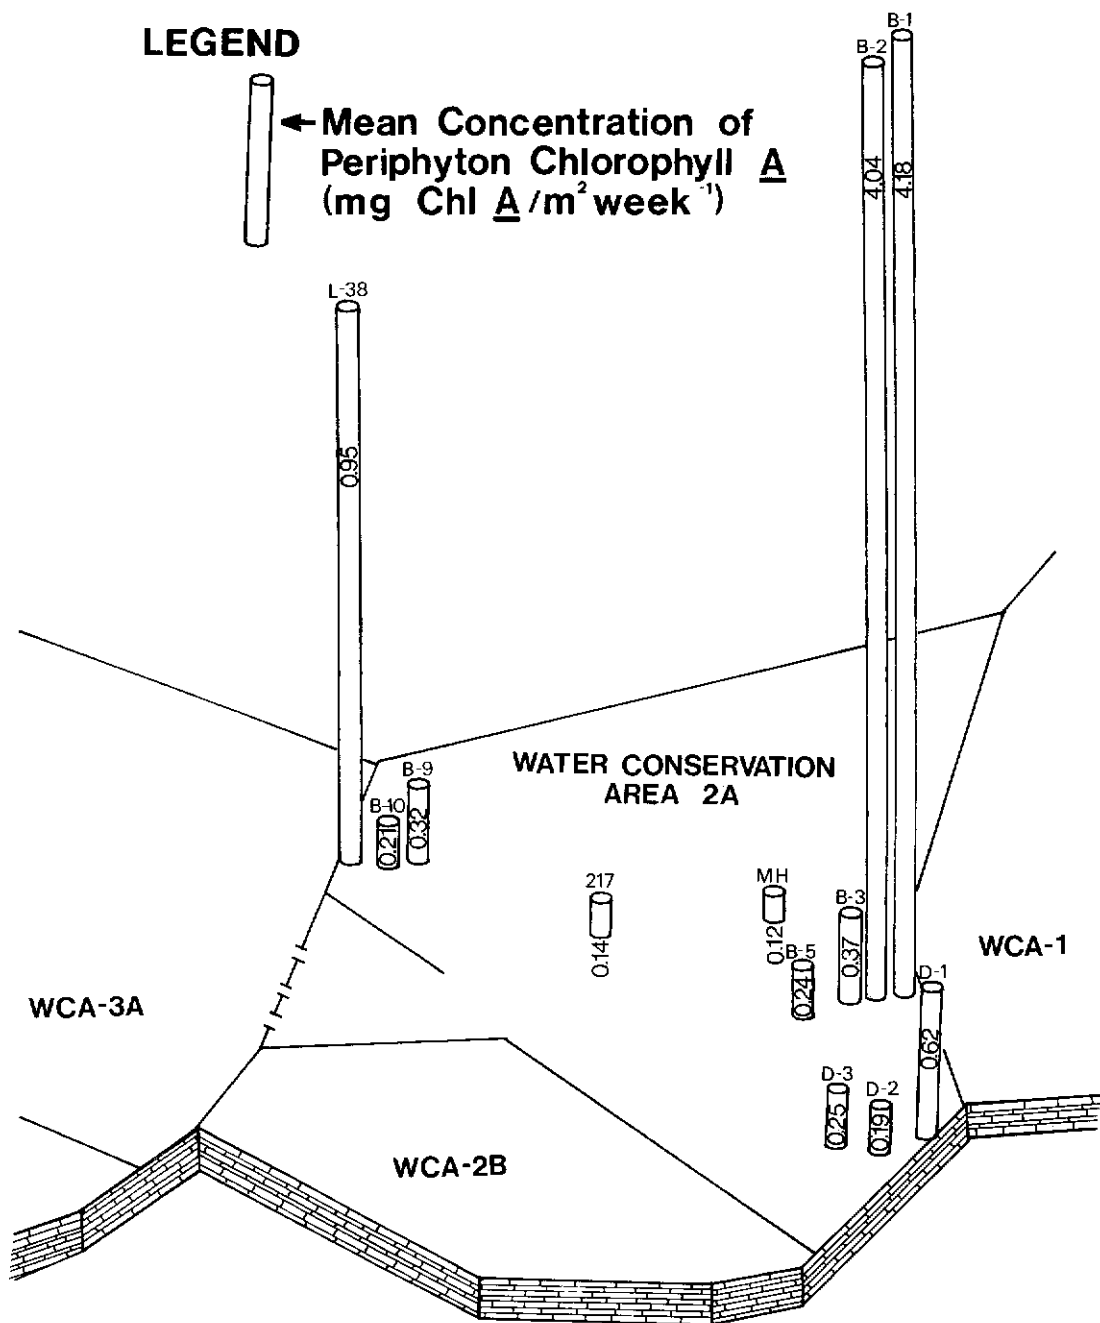 LEGEND
Mean Concentration of
Periphyton Chlorophyll A
(mg Chl A/m² week⁻¹)
B-1
B-2
4.04
4.18
L-38
0.95
WATER CONSERVATION
AREA 2A
B-9
B-10
0.21
0.32
217
0.14
MH
0.12
B-3
0.37
B-5
0.24
WCA-1
D-1
0.62
WCA-3A
D-3
0.25
D-2
0.19
WCA-2B